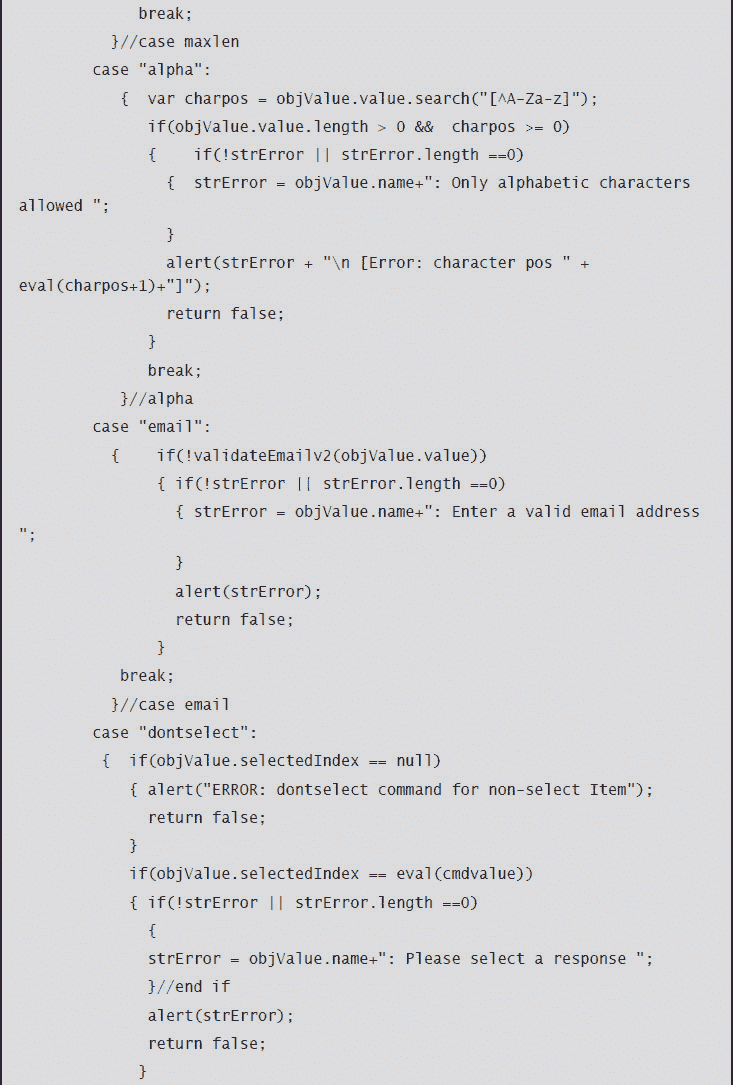 break;
}//case maxlen
case "alpha":
{  var charpos = objValue.value.search("[^A-Za-z]");
if(objValue.value.length > 0 &&  charpos >= 0)
{    if(!strError || strError.length ==0)
{  strError = objValue.name+": Only alphabetic characters
allowed ";
}
alert(strError + "\n [Error: character pos " +
eval(charpos+1)+"]");
return false;
}
break;
}//alpha
case "email":
{    if(!validateEmailv2(objValue.value))
{ if(!strError || strError.length ==0)
{ strError = objValue.name+": Enter a valid email address
";
}
alert(strError);
return false;
}
break;
}//case email
case "dontselect":
{  if(objValue.selectedIndex == null)
{ alert("ERROR: dontselect command for non-select Item");
return false;
}
if(objValue.selectedIndex == eval(cmdvalue))
{ if(!strError || strError.length ==0)
{
strError = objValue.name+": Please select a response ";
}//end if
alert(strError);
return false;
}